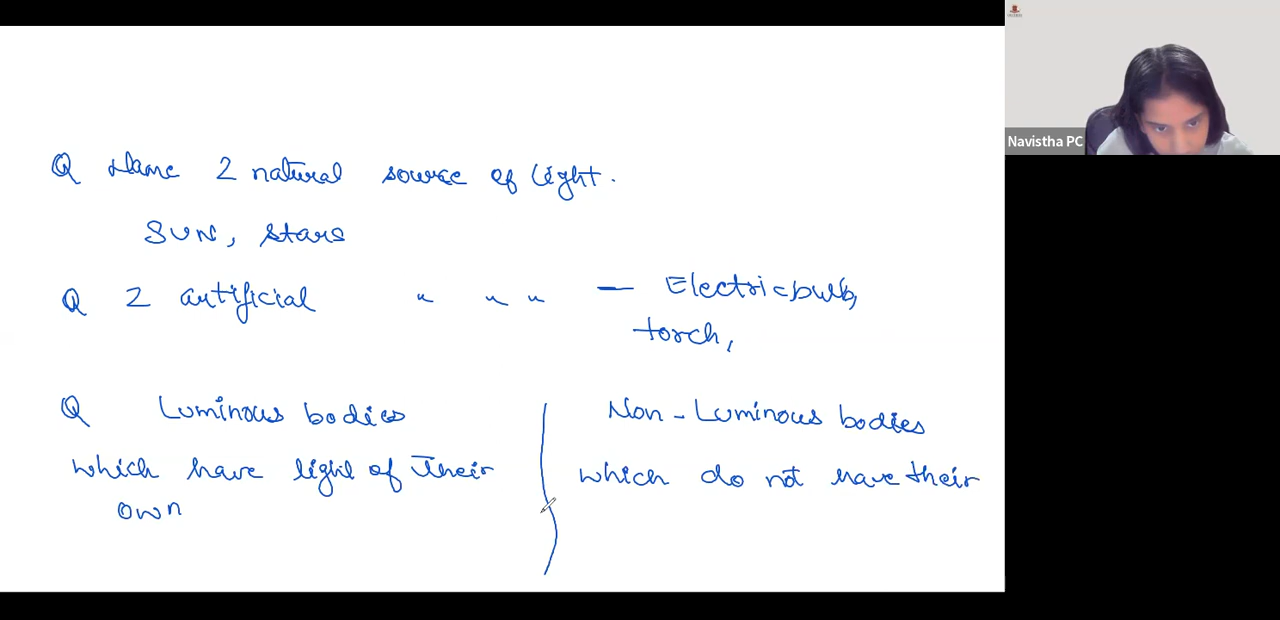 Q Name 2 natural source of light.
SUN, stars
Q 2 artificial " " " — Electric bulb,
torch,
Q Luminous bodies
which have light of their
own
Non-Luminous bodies
which do not have their
Navistha PC